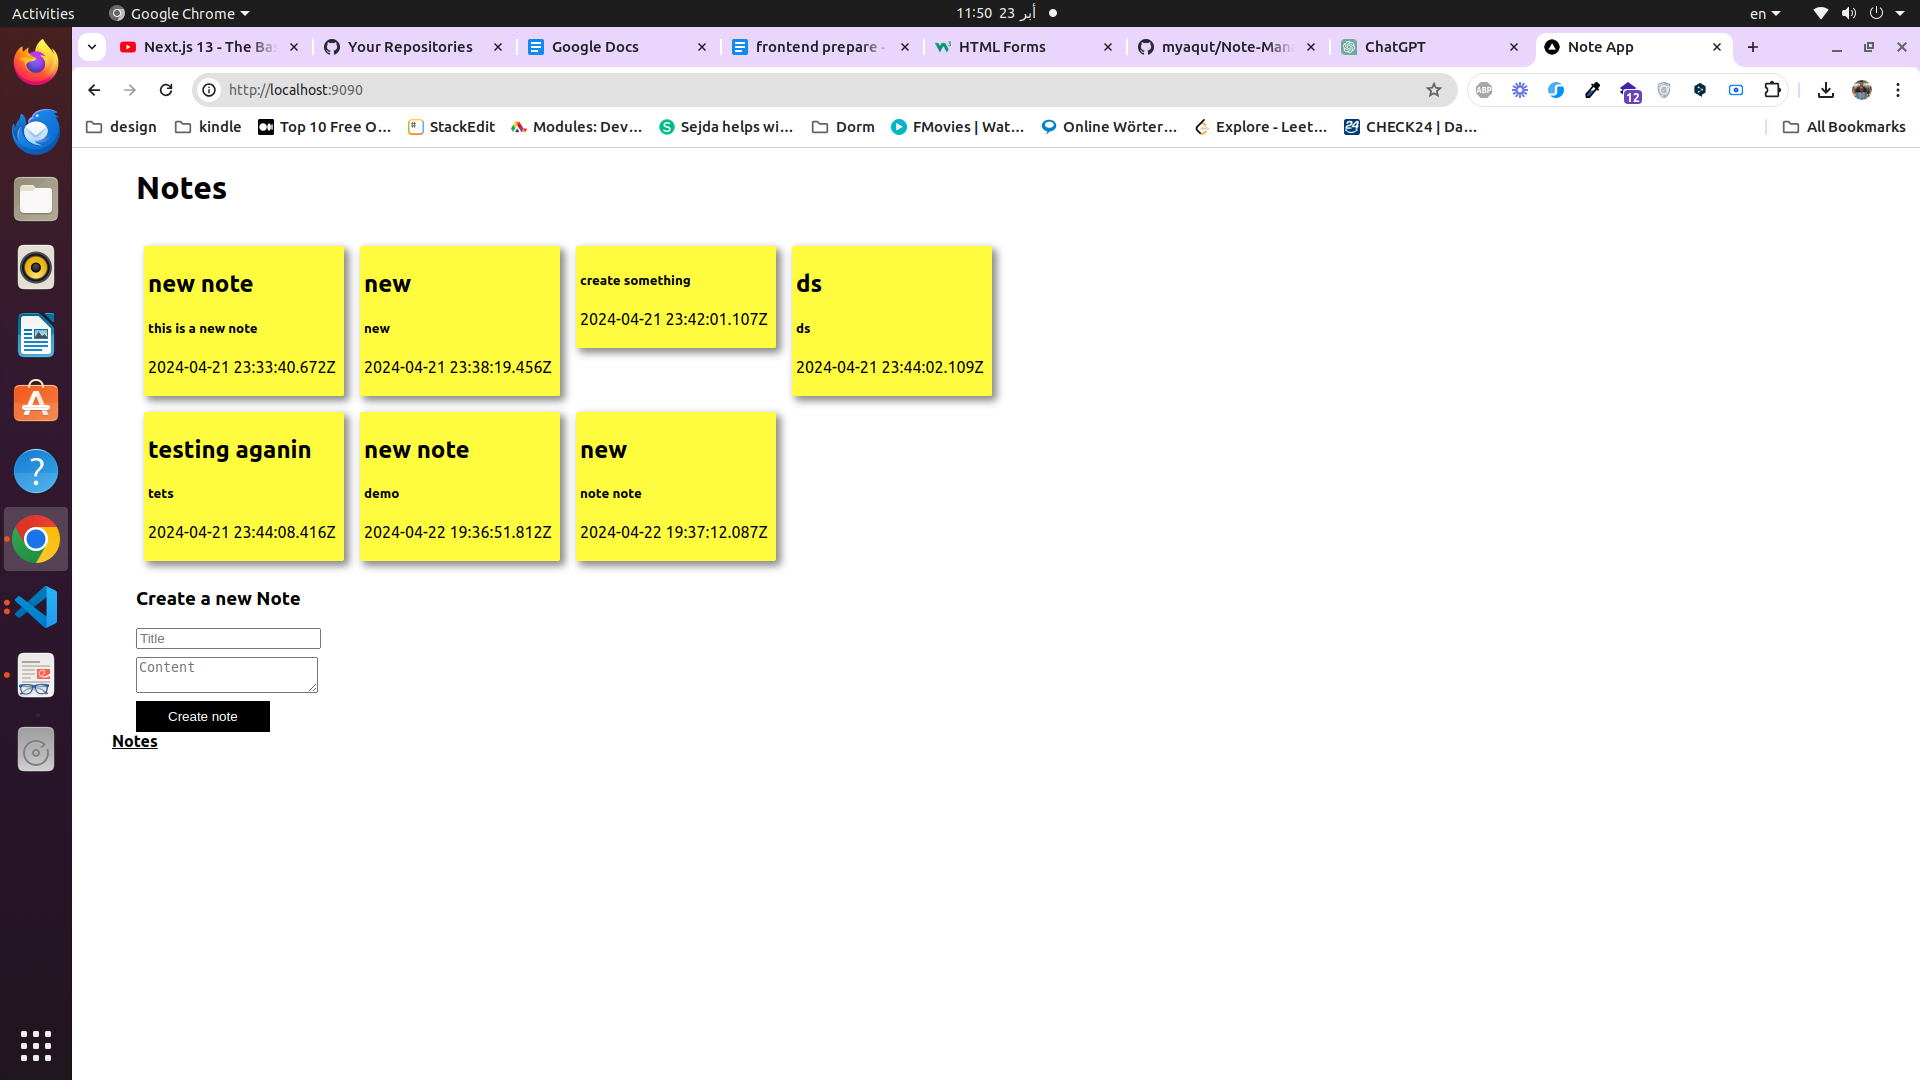 Activities Google Chrome 11:50 23 أبر en
Next.js 13 - The Bas Your Repositories Google Docs frontend prepare - HTML Forms myaqut/Note-Man ChatGPT Note App
http://localhost:9090 ABP 12
design kindle Top 10 Free O... StackEdit Modules: Dev... Sejda helps wi... Dorm FMovies | Wat... Online Wörter... Explore - Leet... CHECK24 | Da... All Bookmarks
Notes
new note
this is a new note
2024-04-21 23:33:40.672Z
new
new
2024-04-21 23:38:19.456Z
create something
2024-04-21 23:42:01.107Z
ds
ds
2024-04-21 23:44:02.109Z
testing aganin
tets
2024-04-21 23:44:08.416Z
new note
demo
2024-04-22 19:36:51.812Z
new
note note
2024-04-22 19:37:12.087Z
Create a new Note
Title
Content
Create note
Notes